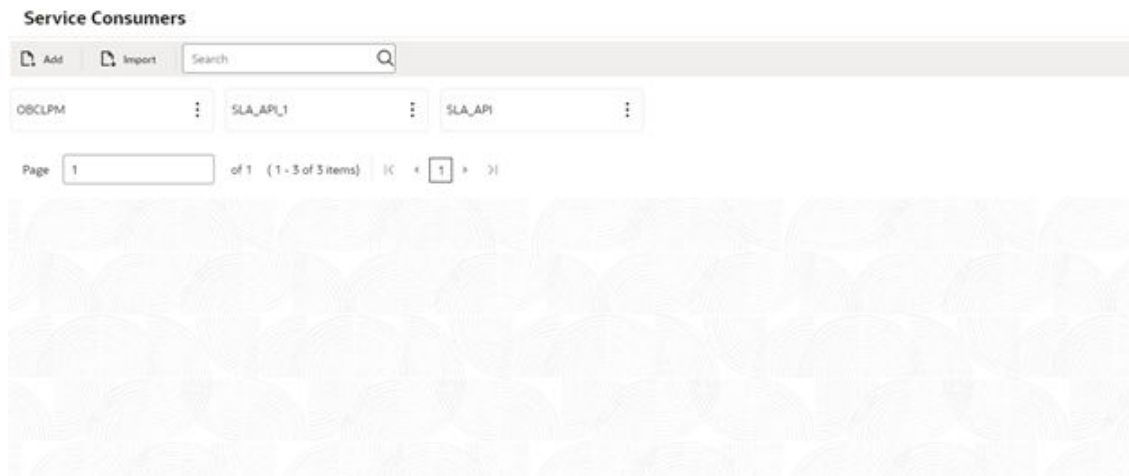 Service Consumers
Add Import Search
OBCLPM SLA_API_1 SLA_API
Page 1 of 1 (1 - 3 of 3 items) 1